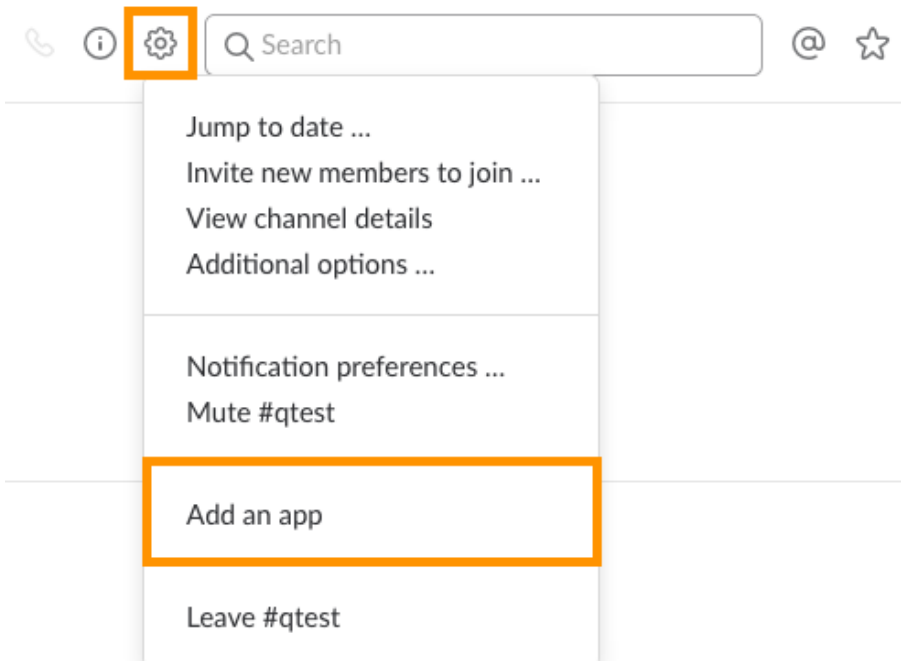 Search
Jump to date ...
Invite new members to join ...
View channel details
Additional options ...
Notification preferences ...
Mute #qtest
Add an app
Leave #qtest